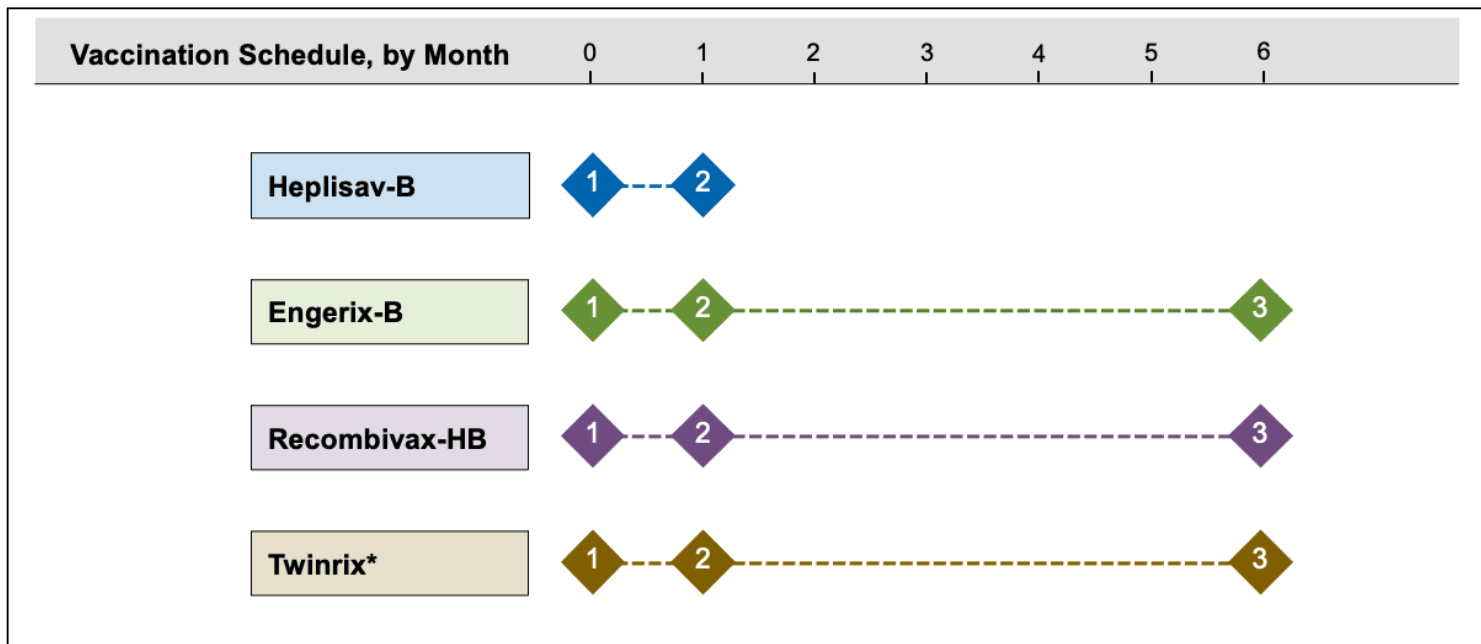 Vaccination Schedule, by Month 0 1 2 3 4 5 6
Heplisav-B 1 2
Engerix-B 1 2 3
Recombivax-HB 1 2 3
Twinrix* 1 2 3